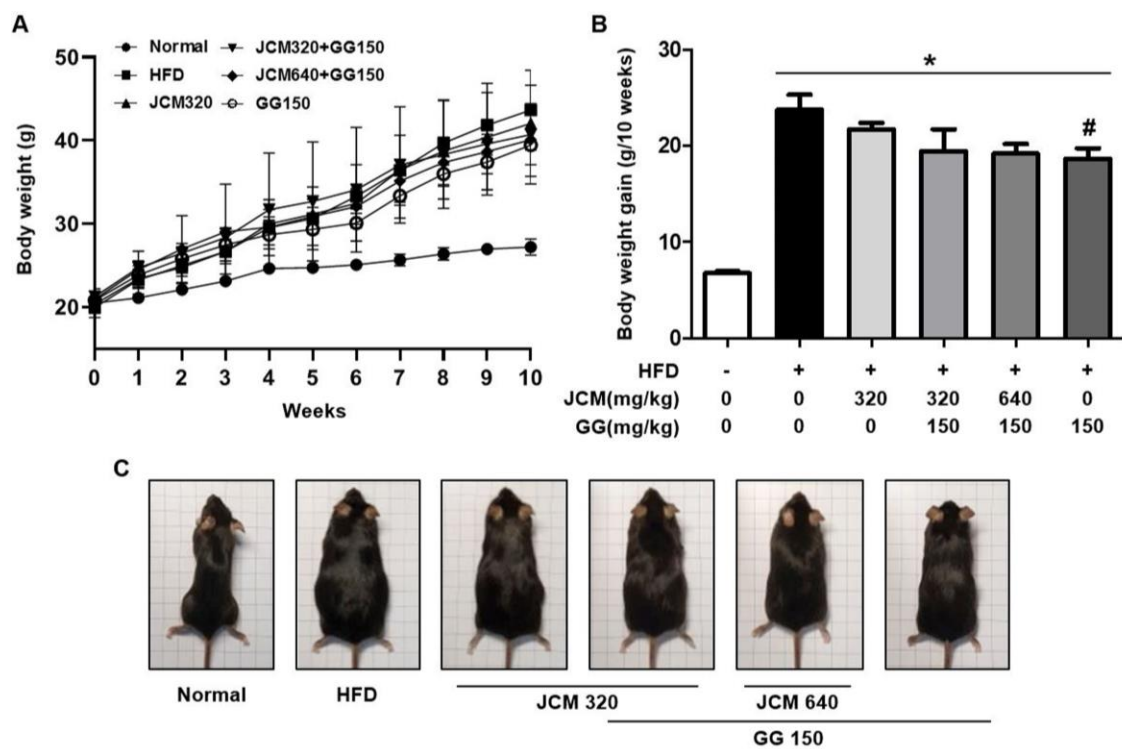 A
Normal JCM320+GG150
HFD JCM640+GG150
JCM320 GG150
50
40
30
20
Body weight (g)
0 1 2 3 4 5 6 7 8 9 10
Weeks
B
30
20
10
0
Body weight gain (g/10 weeks)
*
#
HFD - + + + + +
JCM(mg/kg) 0 0 320 320 640 0
GG(mg/kg) 0 0 0 150 150 150
C
Normal HFD JCM 320 JCM 640
GG 150